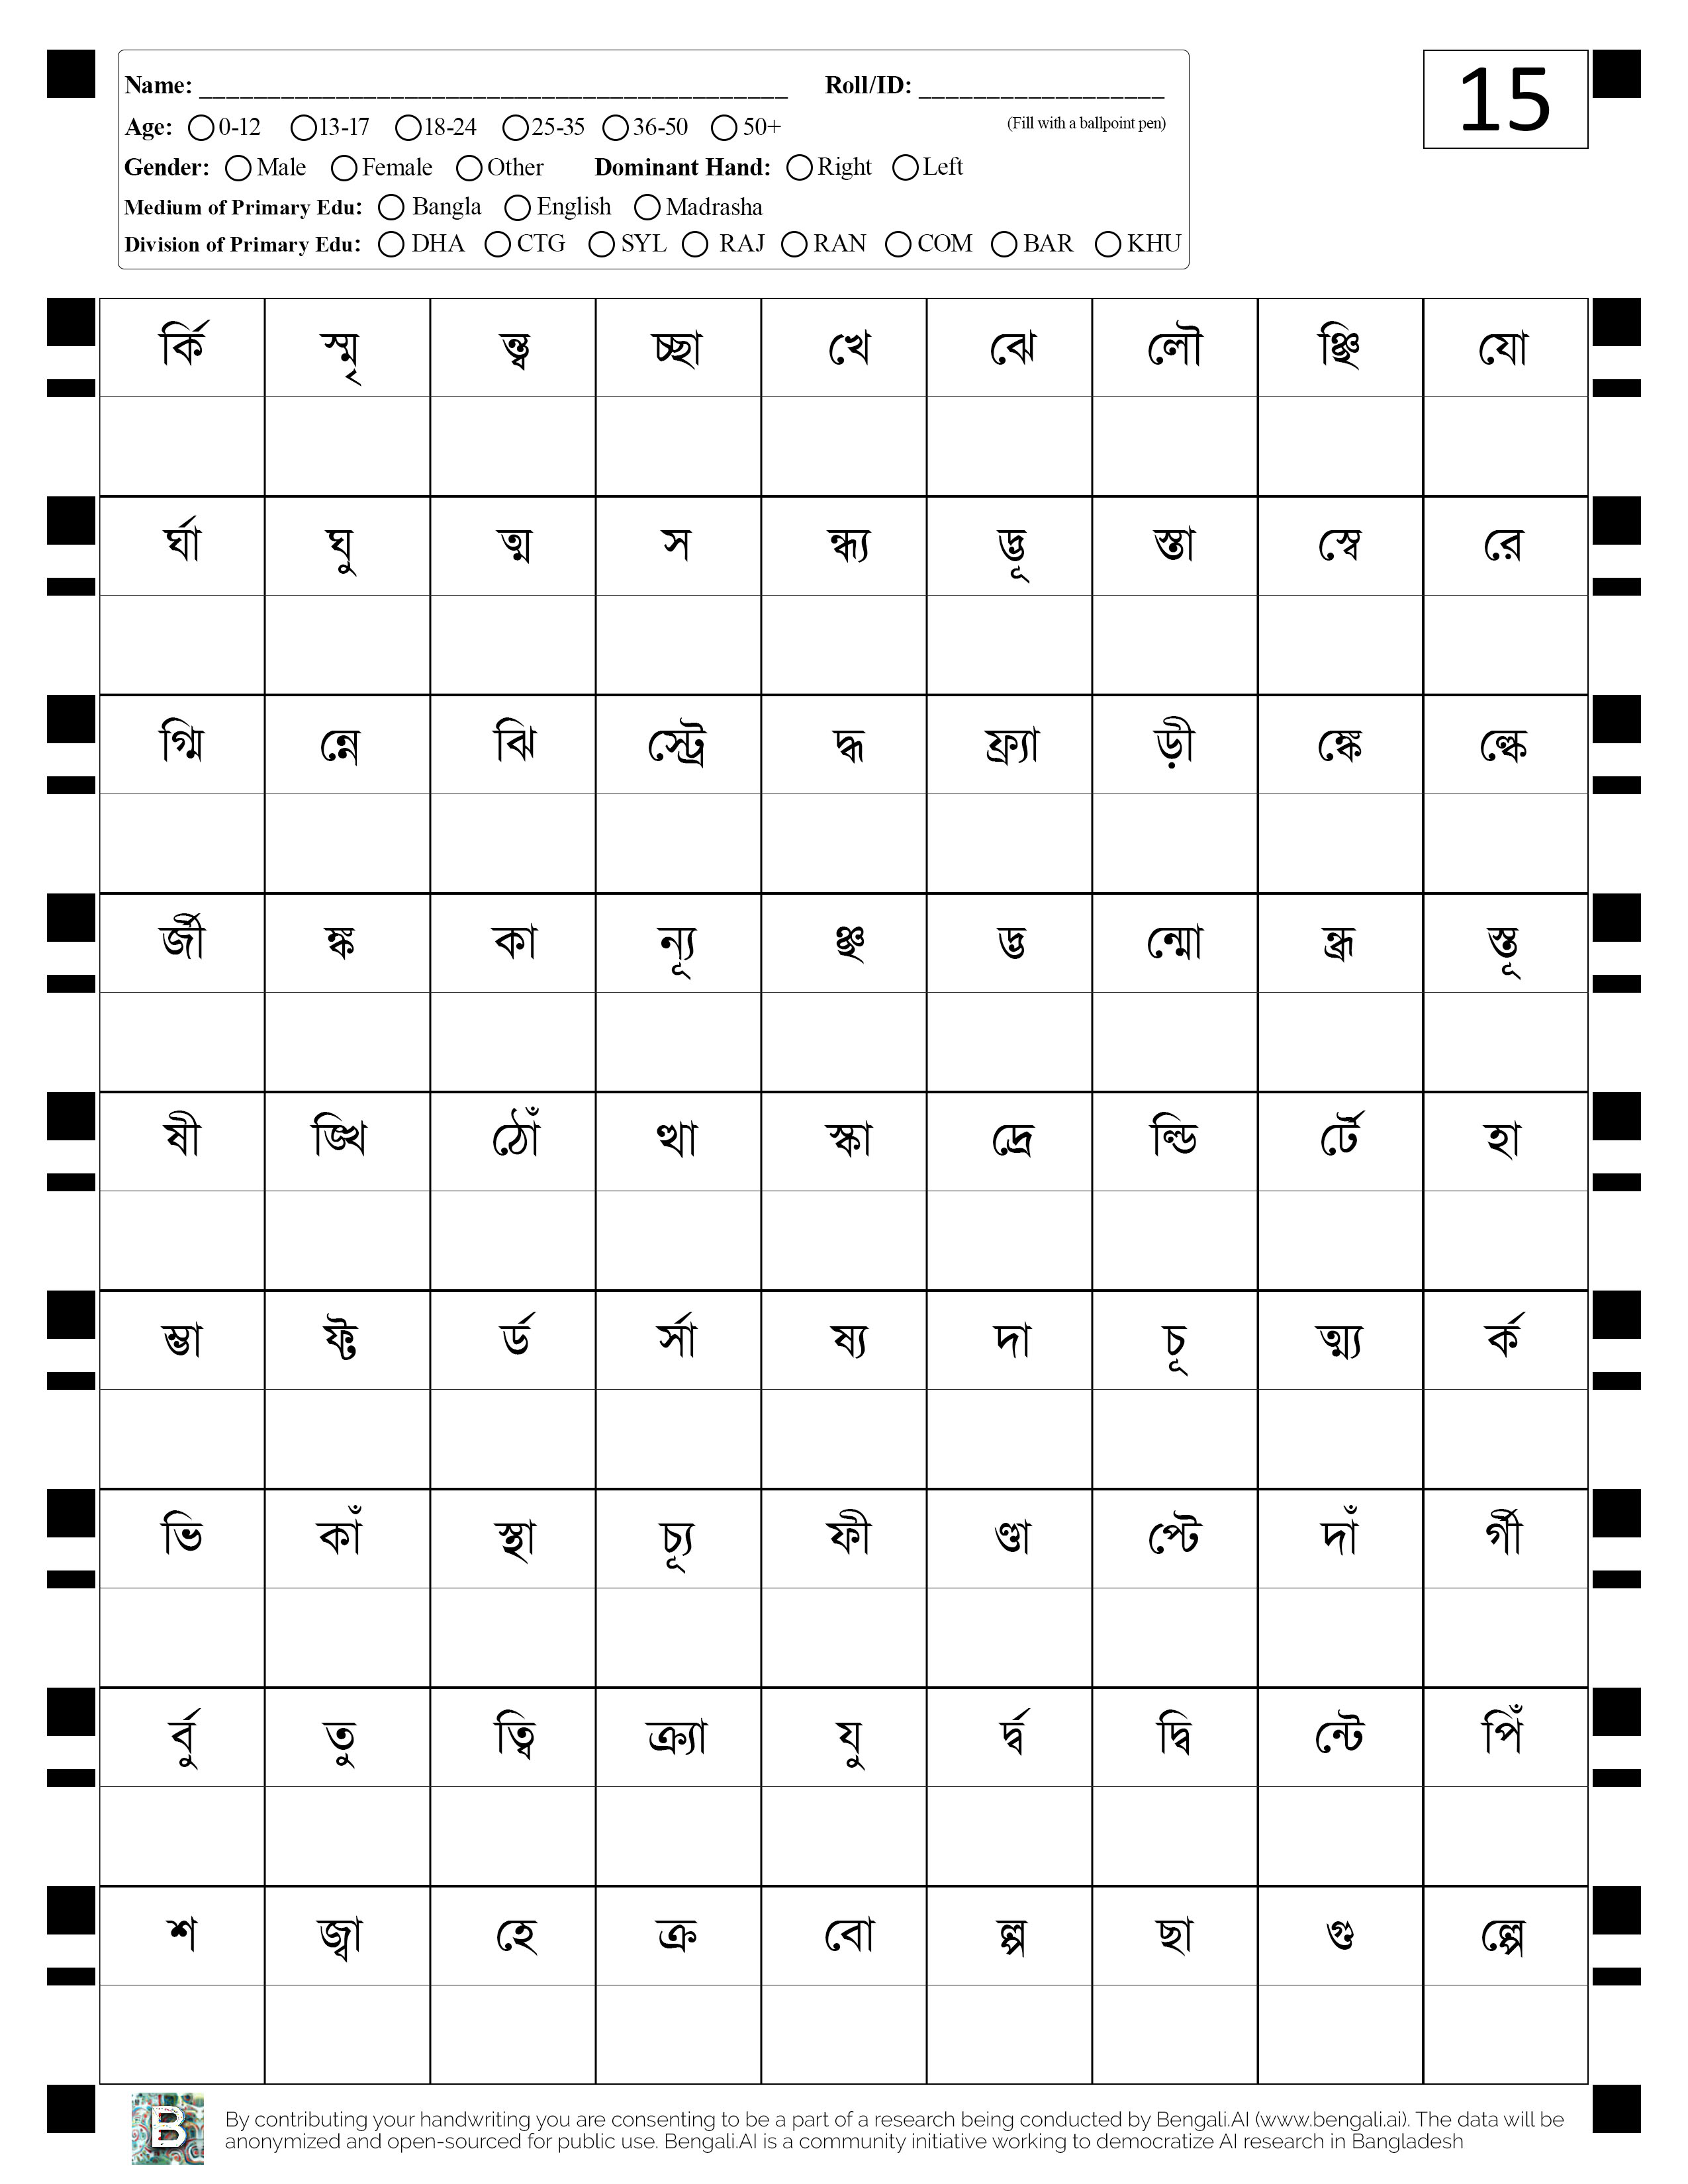 Name: ___________________________________________ Roll/ID: __________________
15
Age: 0-12 13-17 18-24 25-35 36-50 50+ (Fill with a ballpoint pen)
Gender: Male Female Other Dominant Hand: Right Left
Medium of Primary Edu: Bangla English Madrasha
Division of Primary Edu: DHA CTG SYL RAJ RAN COM BAR KHU
র্কি স্মৃ ন্ত্ব চ্ছা খে ঝে লৌ ঞ্ছি যো
র্ঘা ঘু ত্ম স ন্ধ্য দ্ভূ স্তা স্বে রে
গ্মি ন্নে ঝি স্ট্রে দ্ধ ফ্র্যা ড়ী ঙ্কে ল্কে
র্জী ঙ্ক কা ন্যূ ঞ্ছ দ্ভ ন্মো ন্ধ্র স্তূ
ষী ঙ্খি ঠোঁ ত্থা স্কা দ্রে ল্ডি র্টে হা
ম্ভা ফ্ট র্ড র্সা ষ্য দা চূ ত্ম্য র্ক
ভি কাঁ স্থা চ্যূ ফী ণ্ডা প্টে দাঁ র্গী
র্বু তু ত্বি ক্র্যা যু র্দ্ব দ্বি ন্টে পিঁ
শ জ্বা হে ক্র বো ল্প ছা গু ল্পে
B
By contributing your handwriting you are consenting to be a part of a research being conducted by Bengali.AI (www.bengali.ai). The data will be
anonymized and open-sourced for public use. Bengali.AI is a community initiative working to democratize AI research in Bangladesh